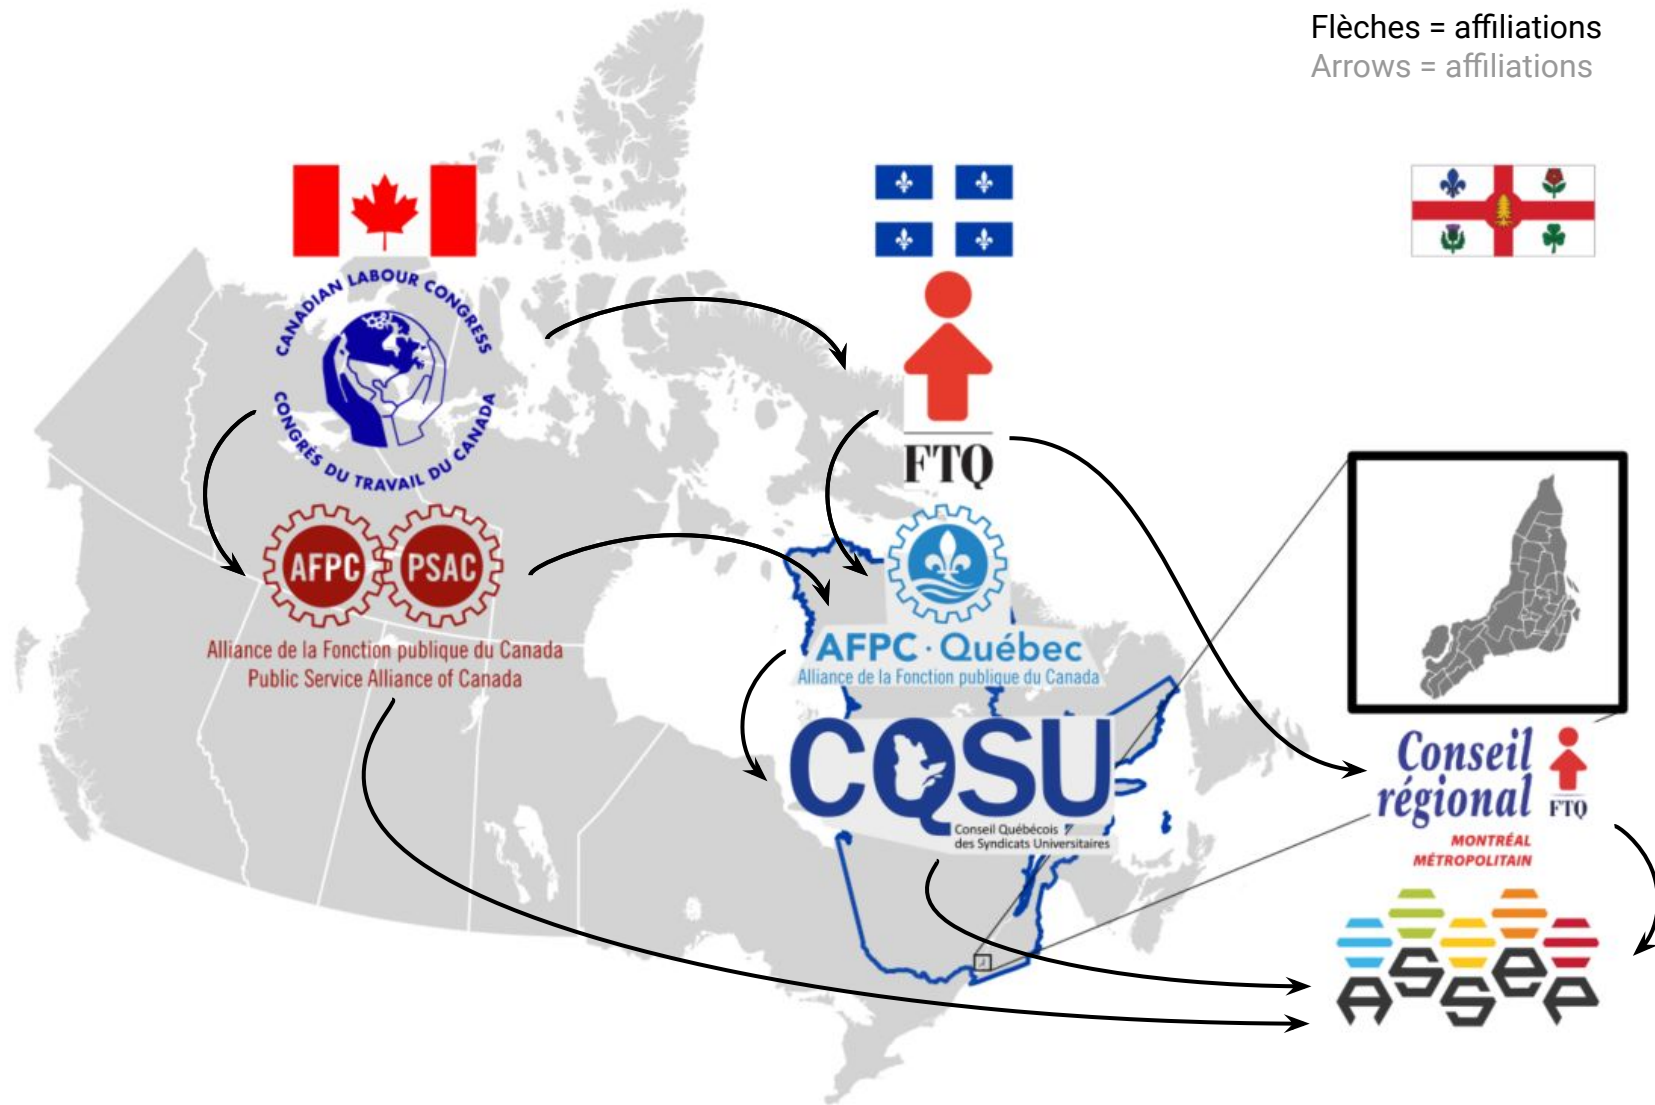 Flèches = affiliations
Arrows = affiliations
CANADIAN LABOUR CONGRESS
CONGRÈS DU TRAVAIL DU CANADA
FTQ
AFPC PSAC
Alliance de la Fonction publique du Canada
Public Service Alliance of Canada
AFPC · Québec
Alliance de la Fonction publique du Canada
CQSU
Conseil Québécois
des Syndicats Universitaires
Conseil
régional
FTQ
MONTRÉAL
MÉTROPOLITAIN
ASSEP